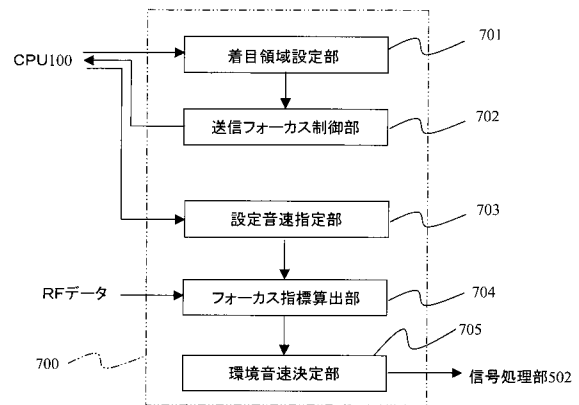 701
CPU100
着目領域設定部
702
送信フォーカス制御部
703
設定音速指定部
RFデータ
フォーカス指標算出部
704
705
700
環境音速決定部
信号処理部502